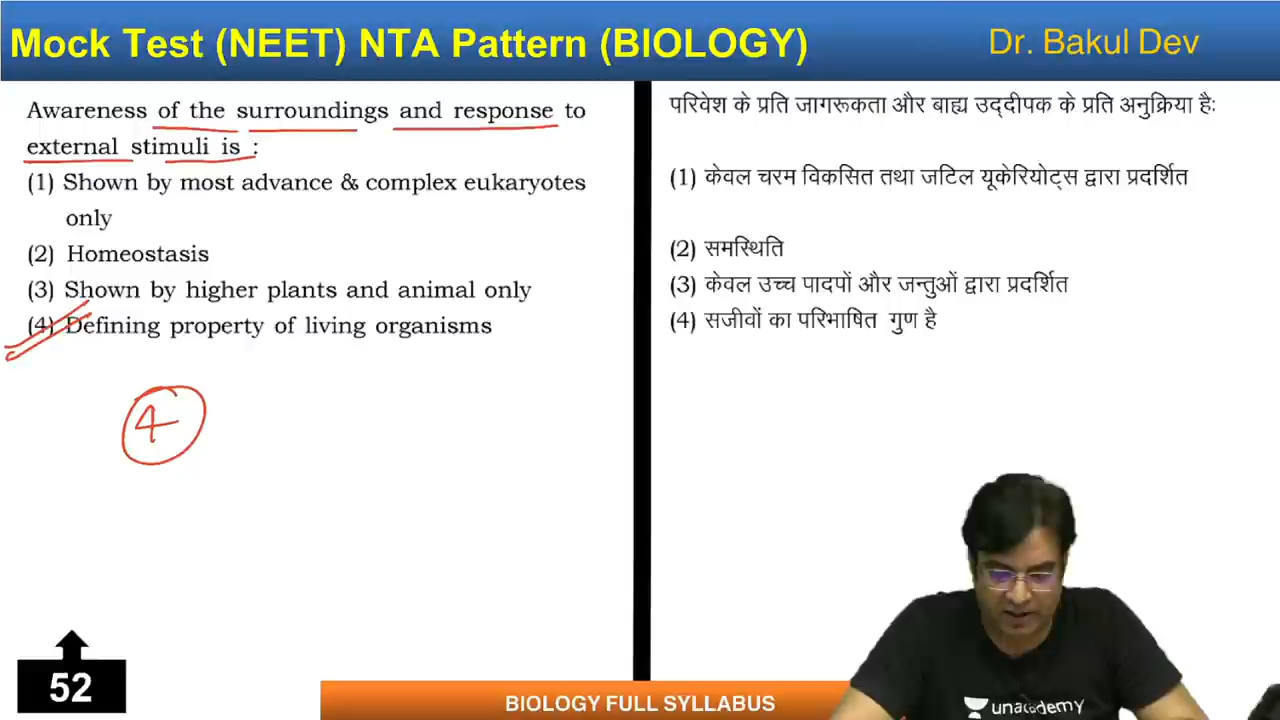 Mock Test (NEET) NTA Pattern (BIOLOGY)
Dr. Bakul Dev
Awareness of the surroundings and response to
external stimuli is :
(1) Shown by most advance & complex eukaryotes
only
(2) Homeostasis
(3) Shown by higher plants and animal only
(4) Defining property of living organisms
4
परिवेश के प्रति जागरूकता और बाह्य उद्दीपक के प्रति अनुक्रिया है:
(1) केवल चरम विकसित तथा जटिल यूकेरियोट्स द्वारा प्रदर्शित
(2) समस्थिति
(3) केवल उच्च पादपों और जन्तुओं द्वारा प्रदर्शित
(4) सजीवों का परिभाषित गुण है
52
BIOLOGY FULL SYLLABUS
unacademy